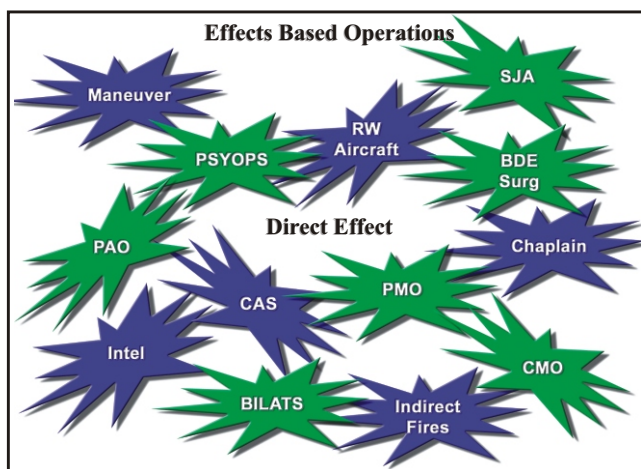 Effects Based Operations
SJA
Maneuver
RW
Aircraft
PSYOPS
BDE
Surg
Direct Effect
PAO
Chaplain
CAS
PMO
Intel
CMO
BILATS
Indirect
Fires